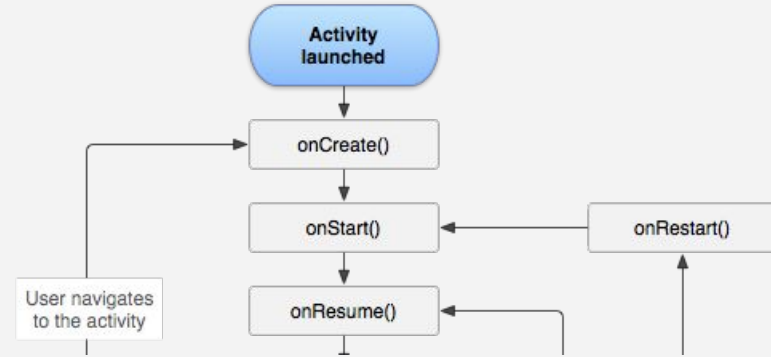 Activity
launched
onCreate()
onStart()
onRestart()
User navigates
to the activity
onResume()